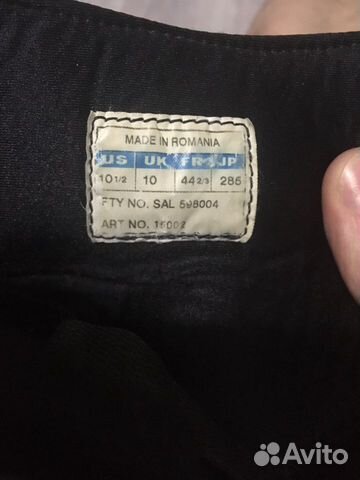 MADE IN ROMANIA
US UK FR JP
10 1/2 10 44 2/3 285
FTY NO. SAL 598004
ART NO. 16002
Avito